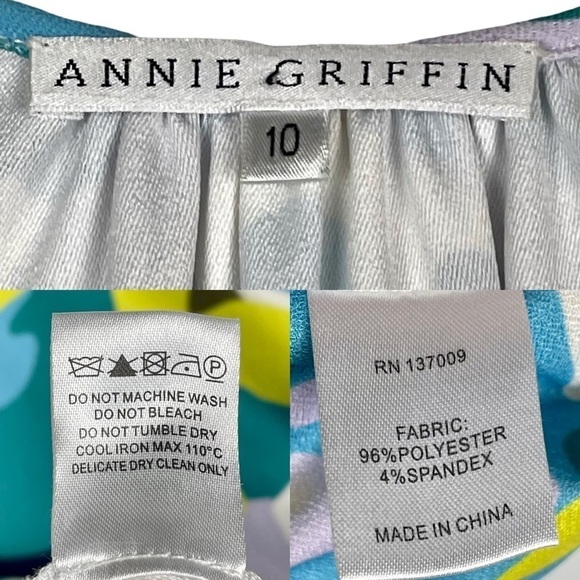 ANNIE GRIFFIN
10
DO NOT MACHINE WASH
DO NOT BLEACH
DO NOT TUMBLE DRY
COOL IRON MAX 110°C
DELICATE DRY CLEAN ONLY
RN 137009
FABRIC:
96%POLYESTER
4%SPANDEX
MADE IN CHINA